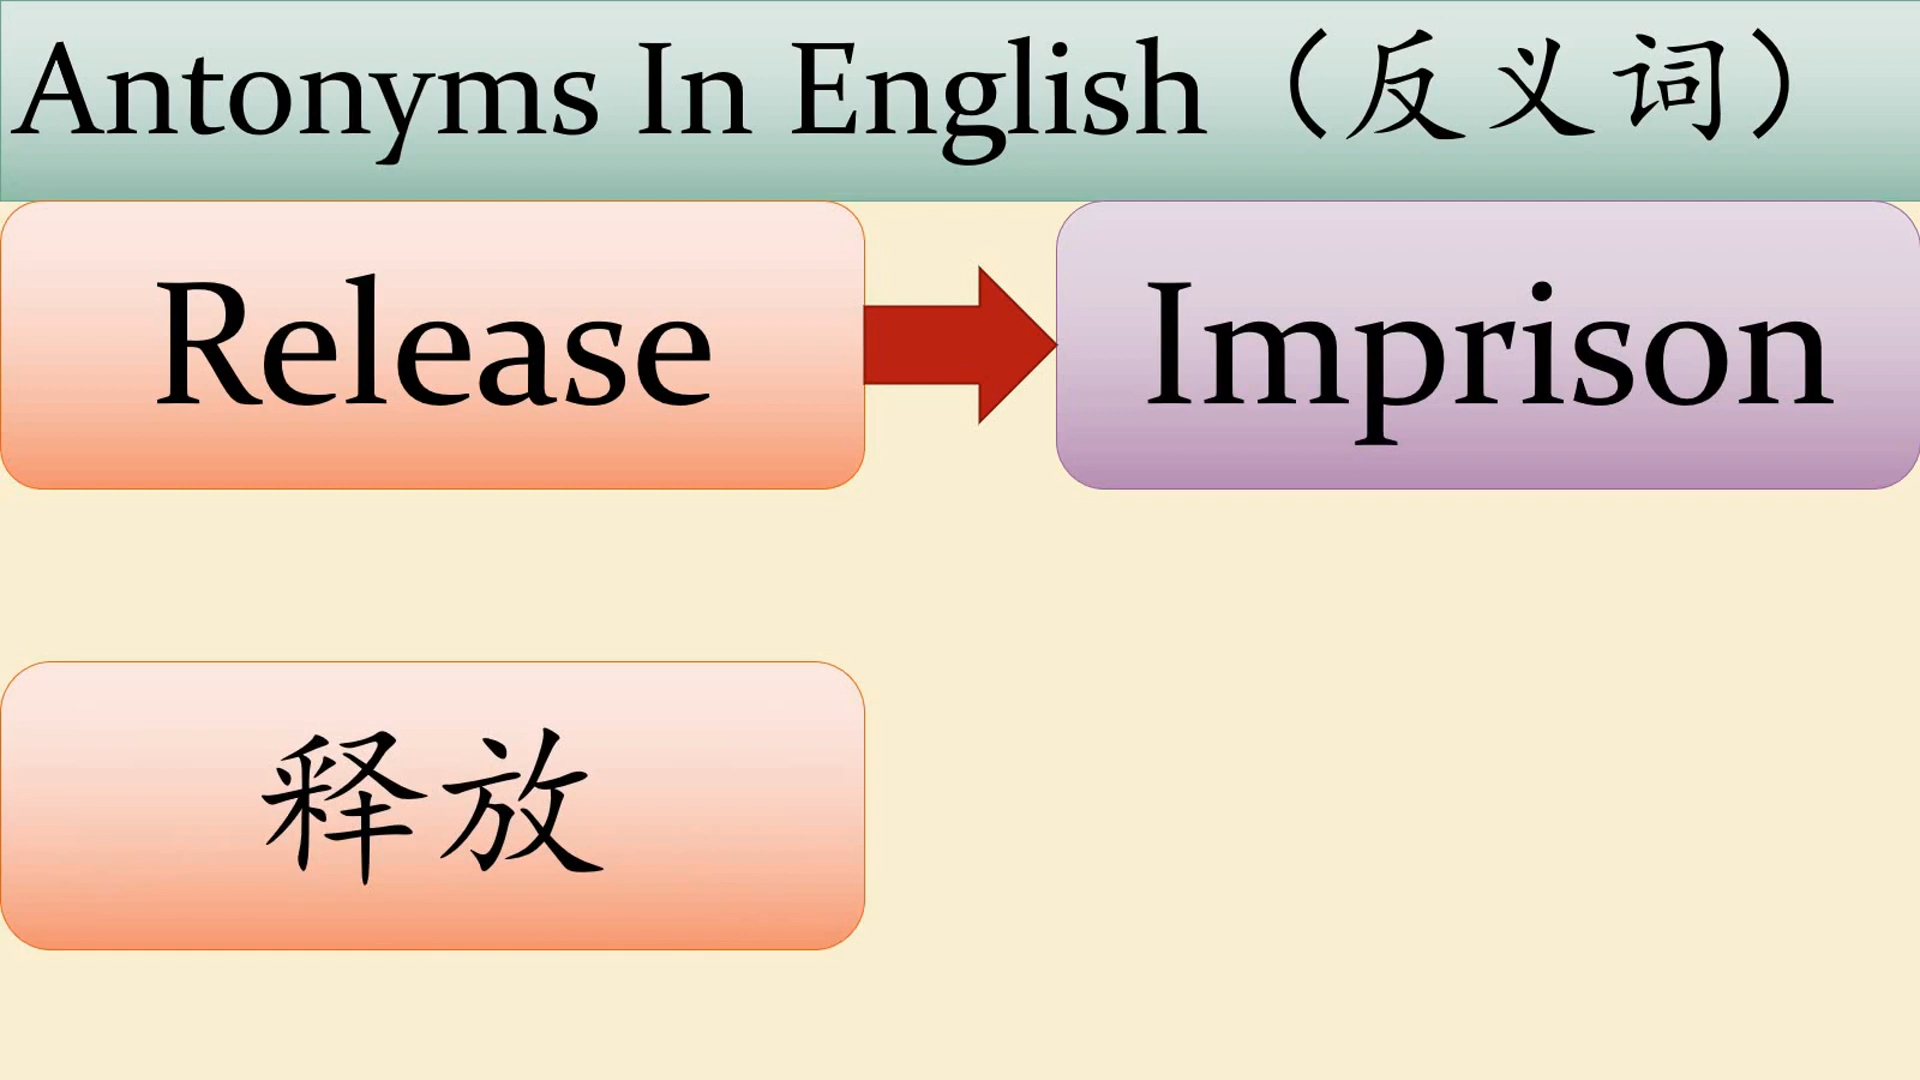 Antonyms In English（反义词）
Release
Imprison
释放